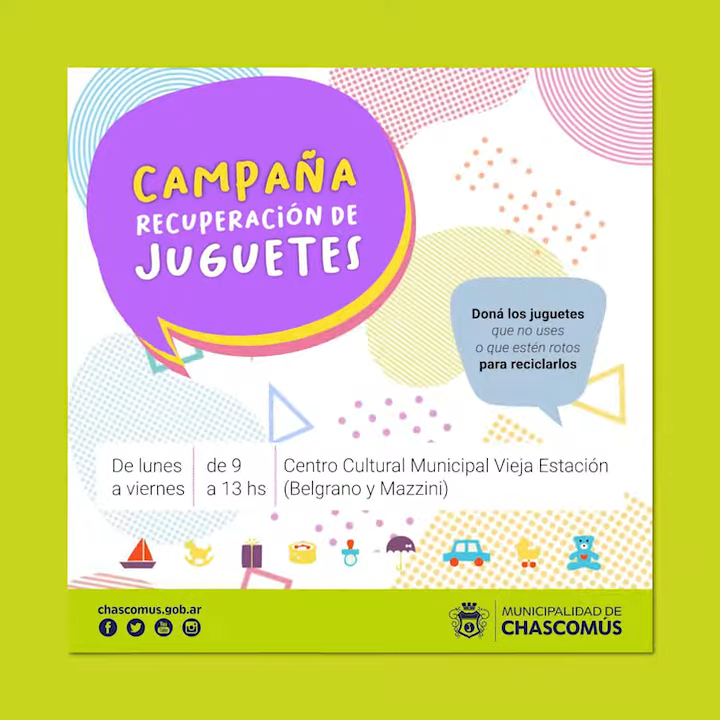 CAMPAÑA
RECUPERACIÓN DE
JUGUETES
Doná los juguetes
que no uses
o que estén rotos
para reciclarlos
De lunes
a viernes
de 9
a 13 hs
Centro Cultural Municipal Vieja Estación
(Belgrano y Mazzini)
chascomus.gob.ar
MUNICIPALIDAD DE
CHASCOMÚS